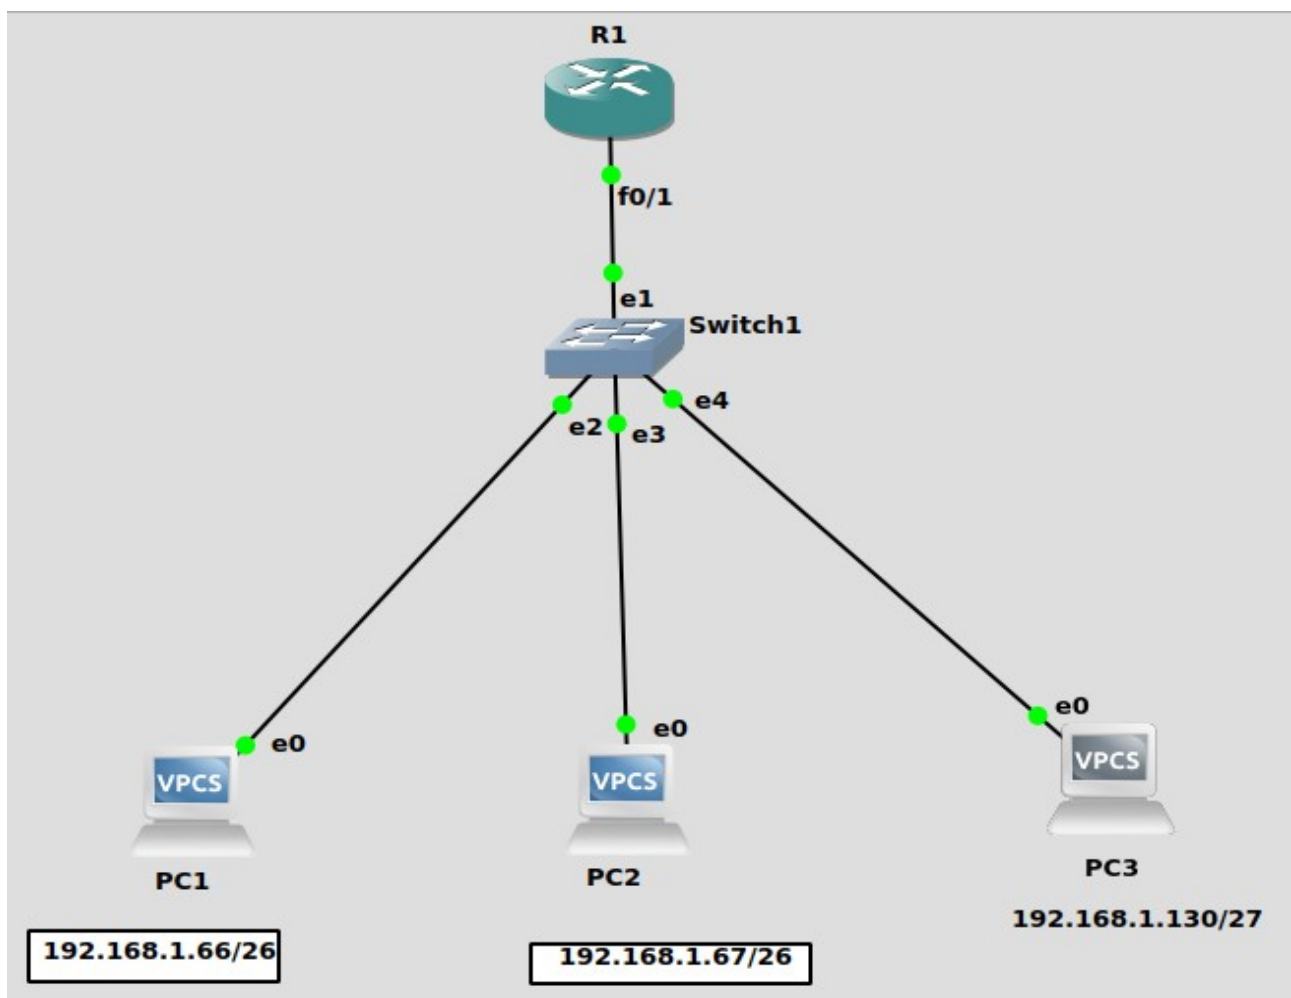 R1
f0/1
e1
Switch1
e2
e3
e4
e0
e0
e0
VPCS
VPCS
VPCS
PC1
PC2
PC3
192.168.1.66/26
192.168.1.67/26
192.168.1.130/27